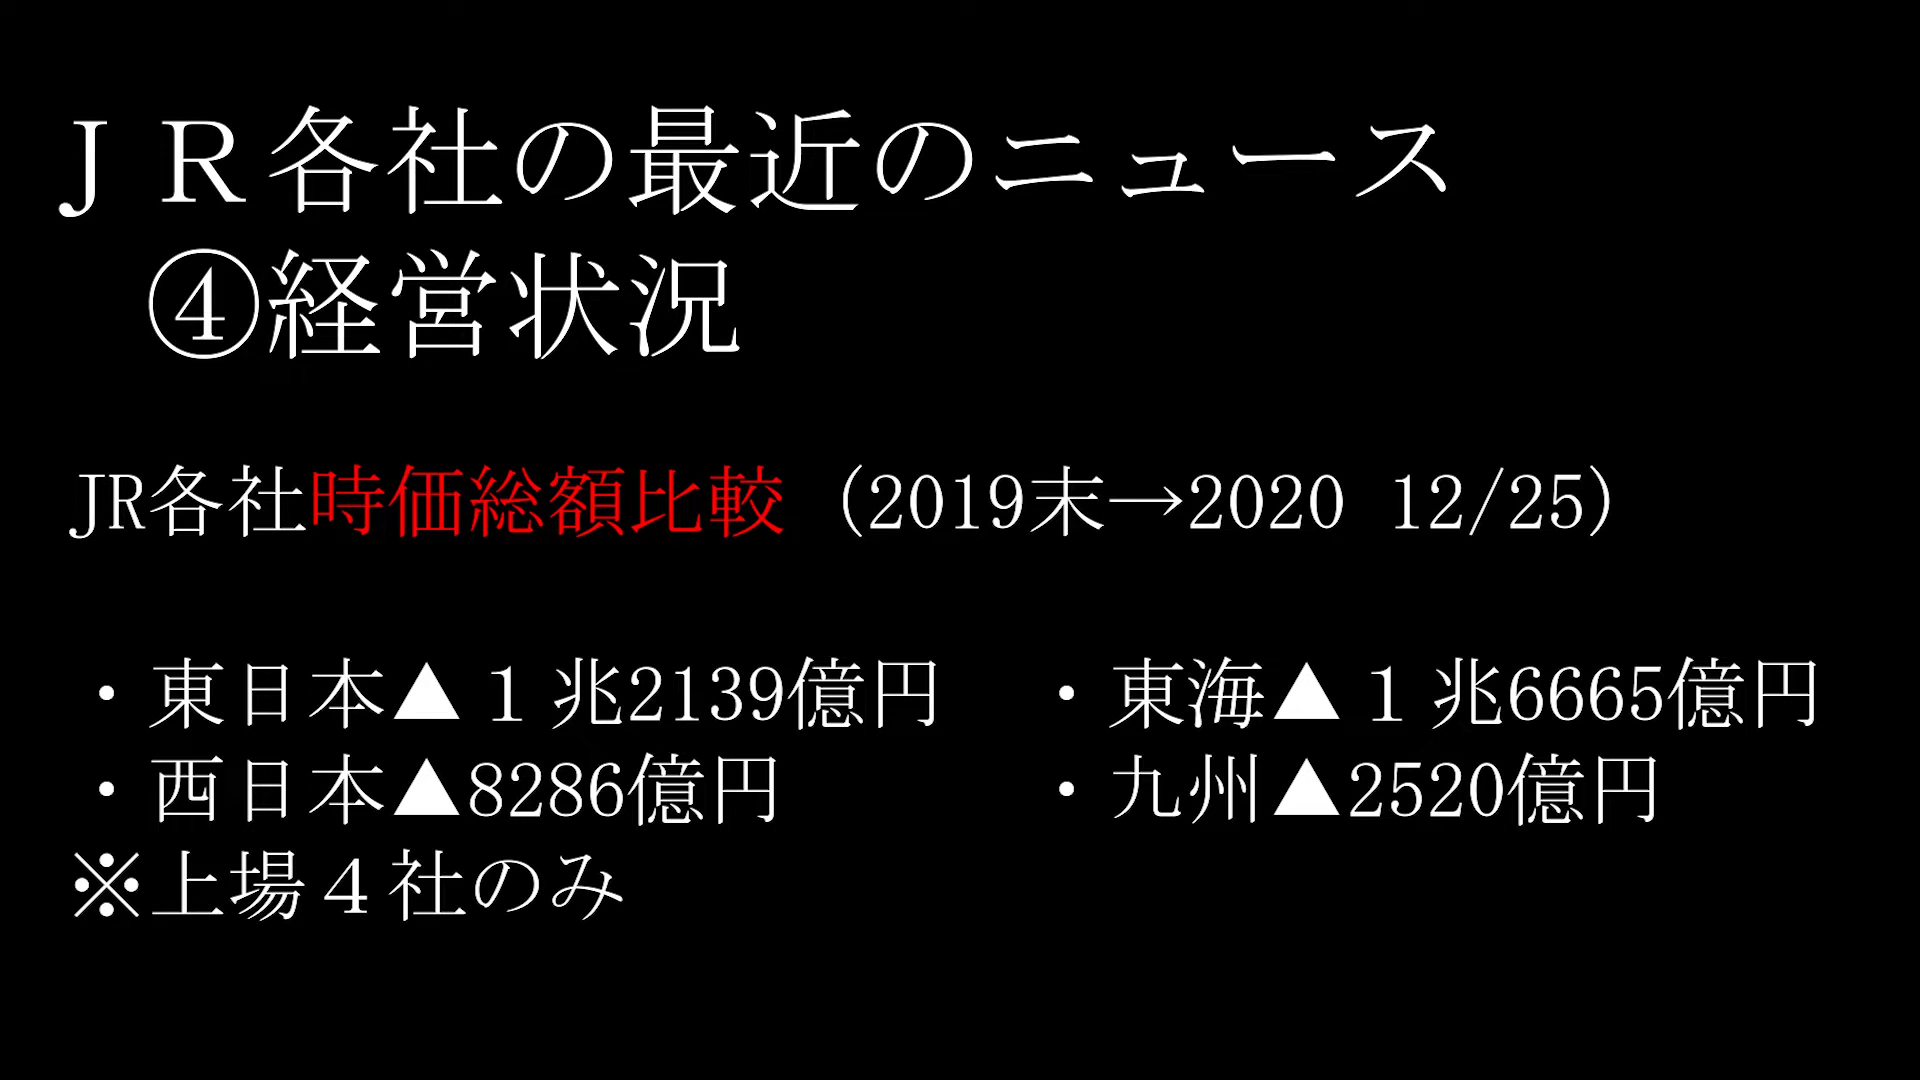 ＪＲ各社の最近のニュース
④経営状況
JR各社時価総額比較（2019末→2020 12/25）
・東日本▲１兆2139億円　・東海▲１兆6665億円
・西日本▲8286億円　・九州▲2520億円
※上場４社のみ